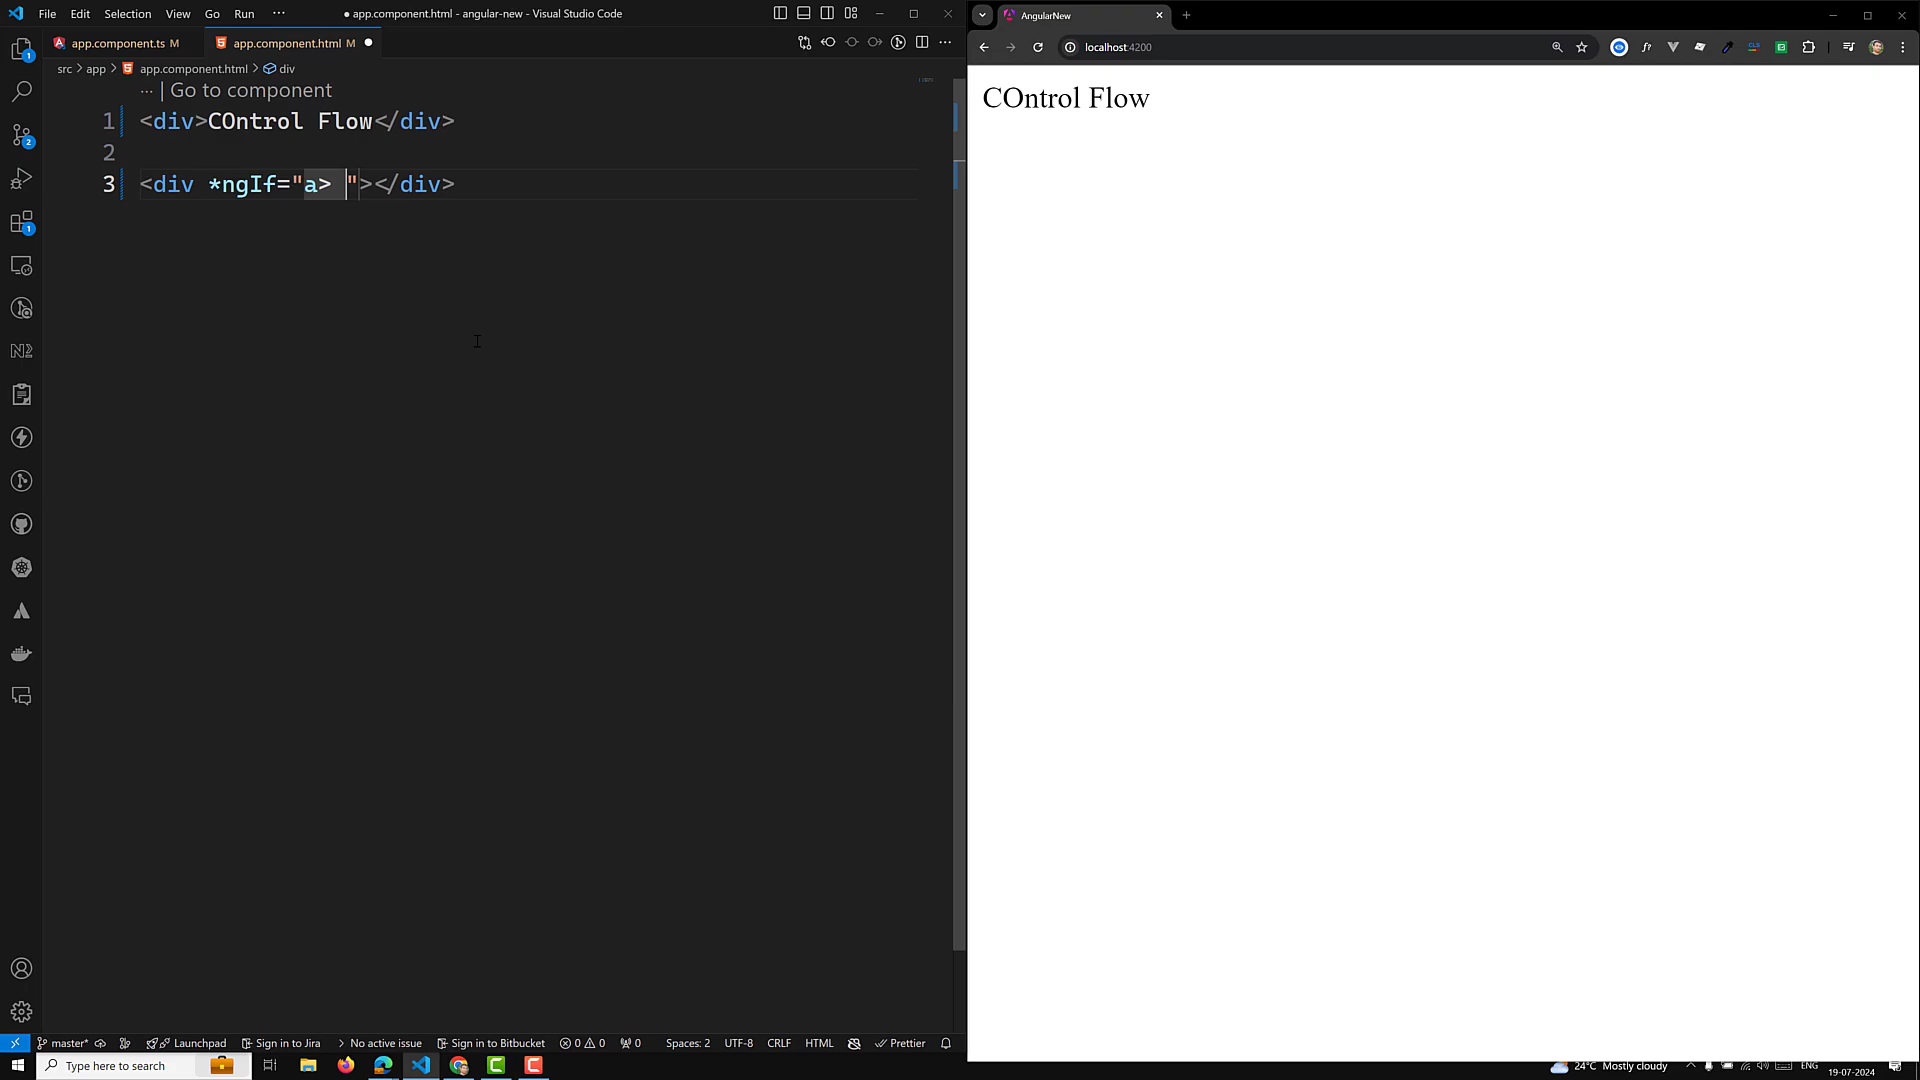 File Edit Selection View Go Run ··· ● app.component.html - angular-new - Visual Studio Code
app.component.ts M app.component.html M
src > app > app.component.html > div
··· | Go to component
1 <div>COntrol Flow</div>
2
3 <div *ngIf="a> "></div>
1
2
1
master* Launchpad Sign in to Jira No active issue Sign in to Bitbucket 0 0 0 Spaces: 2 UTF-8 CRLF HTML Prettier
AngularNew
localhost:4200
COntrol Flow
Type here to search
24°C Mostly cloudy ENG
19-07-2024